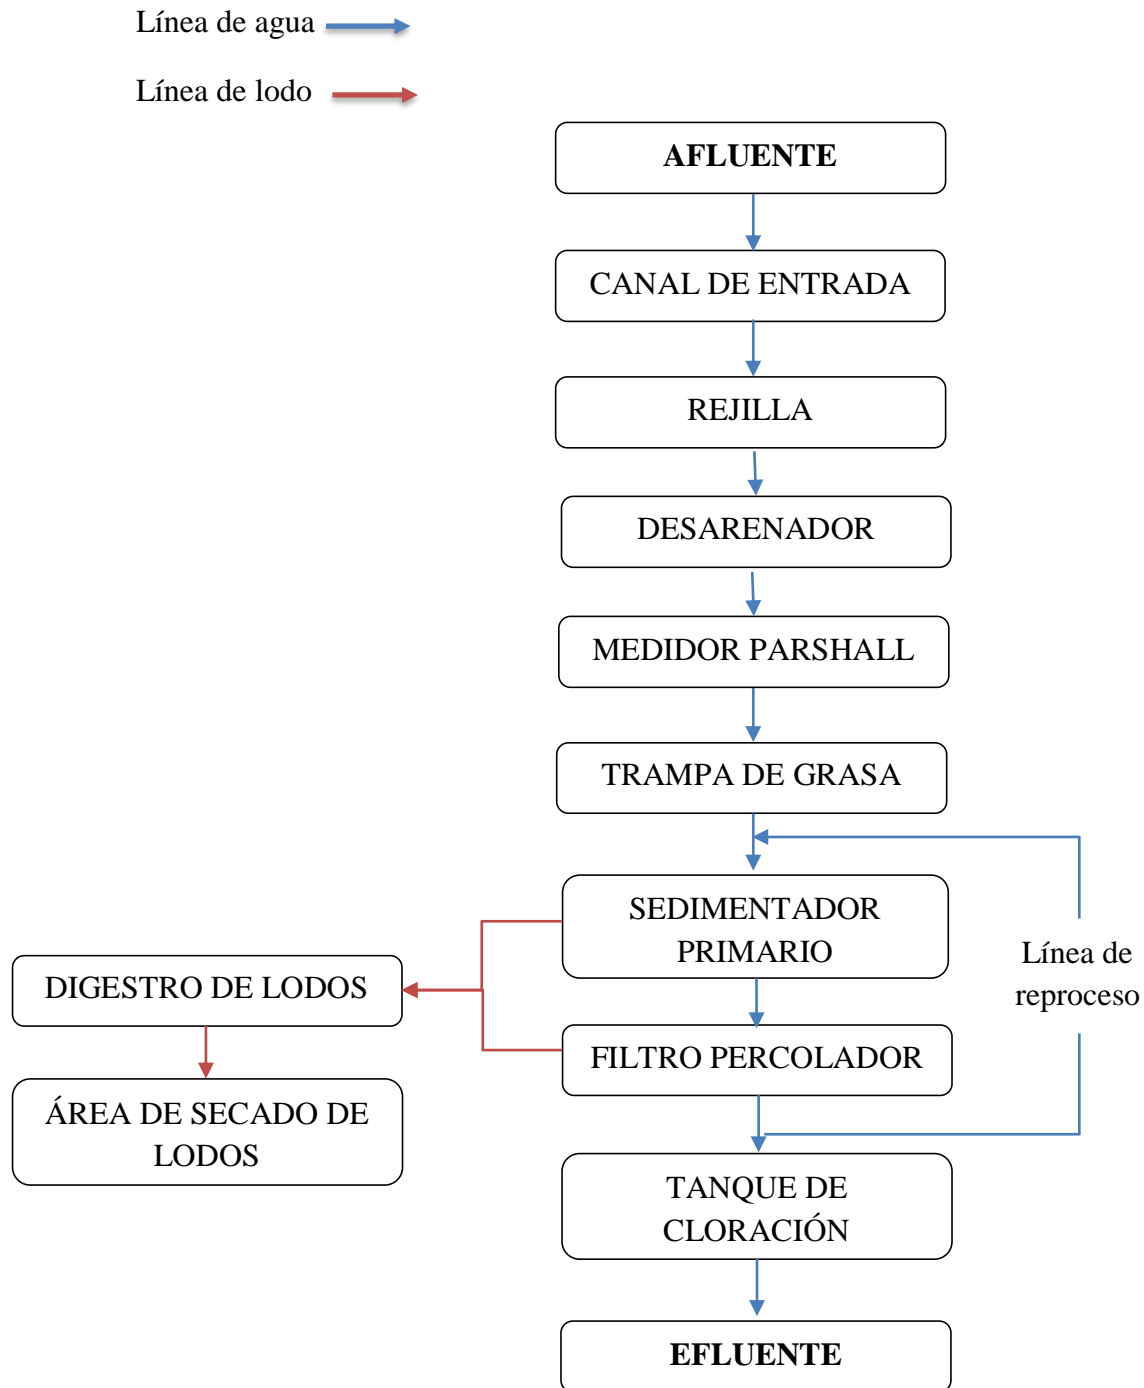 Línea de agua
Línea de lodo
AFLUENTE
CANAL DE ENTRADA
REJILLA
DESARENADOR
MEDIDOR PARSHALL
TRAMPA DE GRASA
SEDIMENTADOR
PRIMARIO
Línea de
reproceso
DIGESTRO DE LODOS
FILTRO PERCOLADOR
ÁREA DE SECADO DE
LODOS
TANQUE DE
CLORACIÓN
EFLUENTE